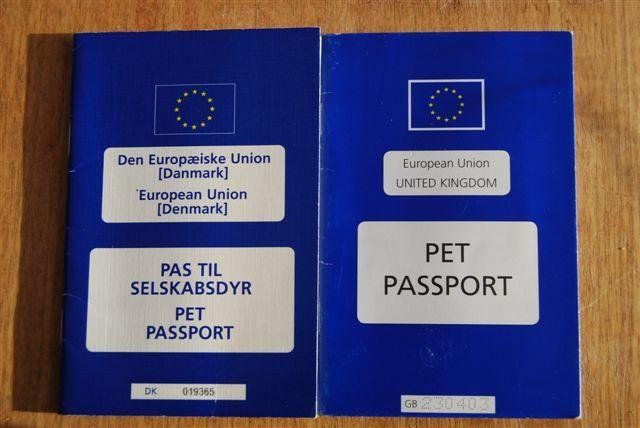 Den Europæiske Union
[Danmark]
European Union
[Denmark]
PAS TIL
SELSKABSDYR
PET
PASSPORT
DK 019365
European Union
UNITED KINGDOM
PET
PASSPORT
GB 230403